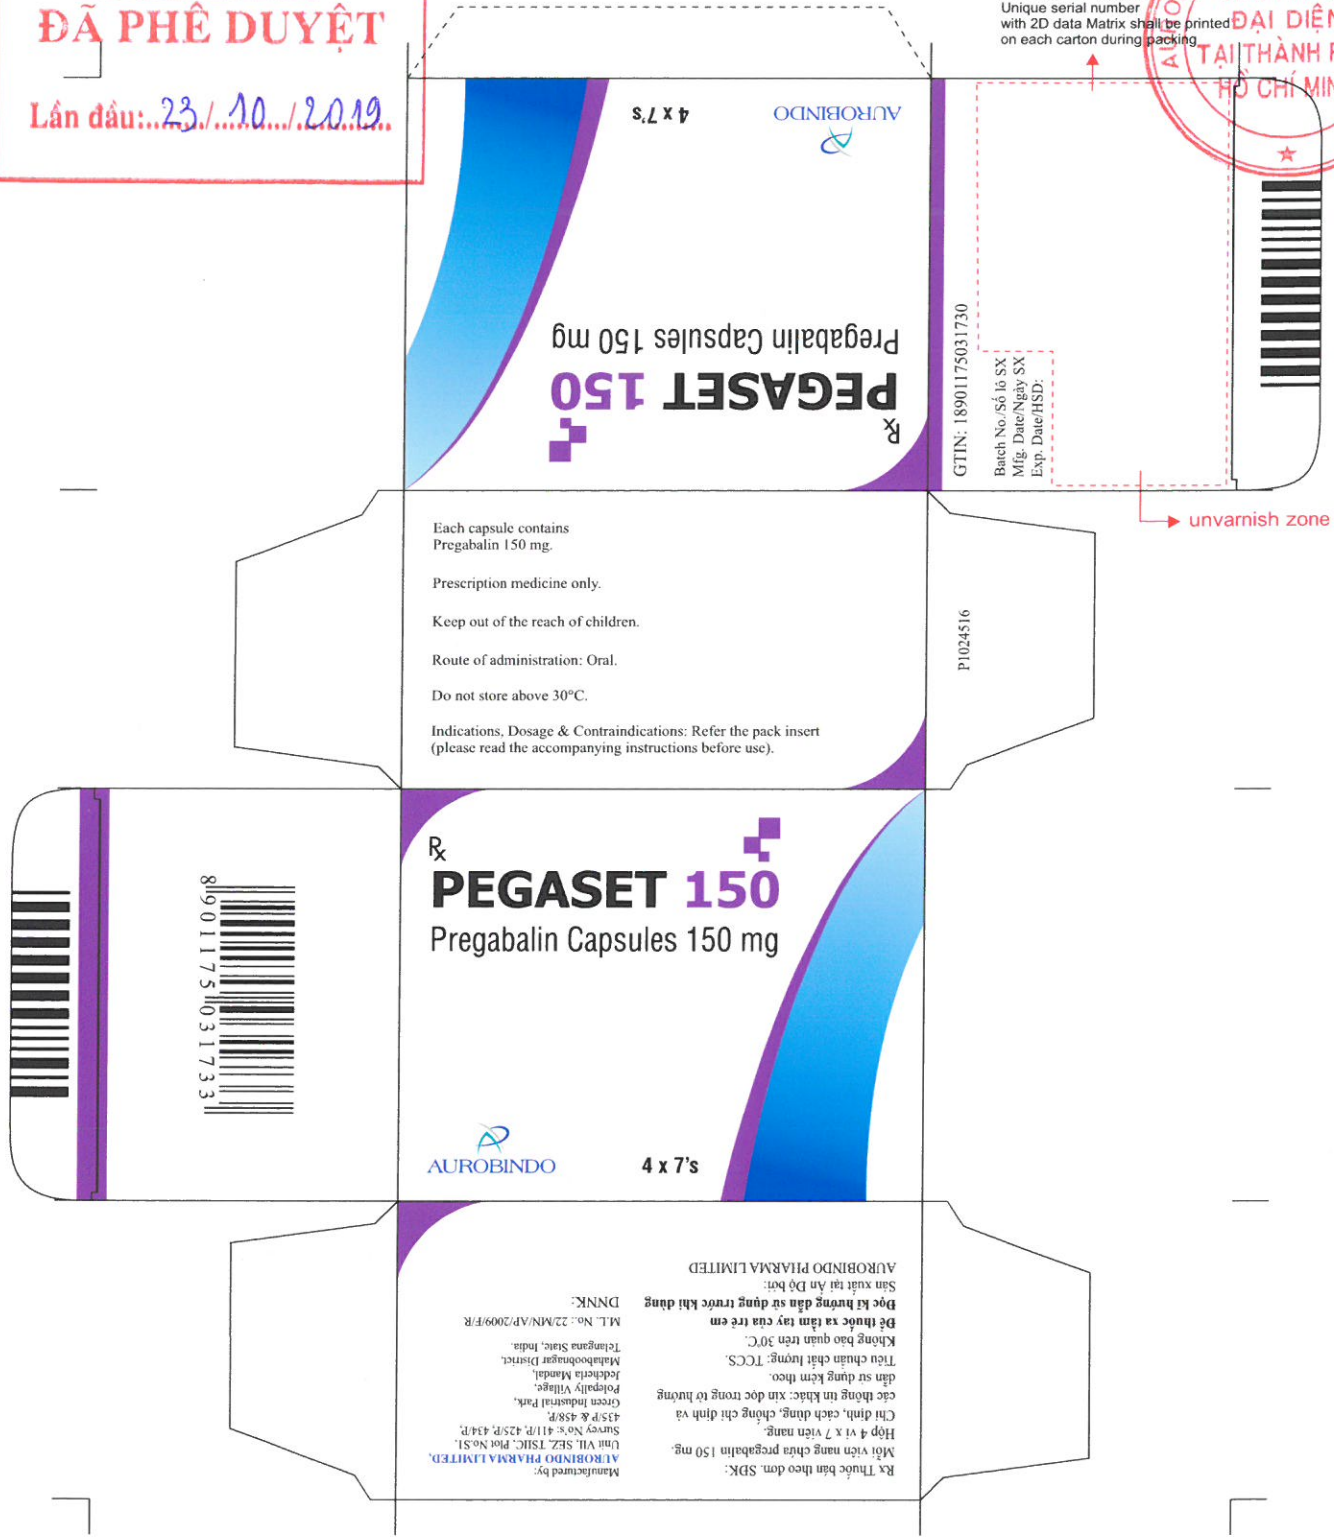 ĐÃ PHÊ DUYỆT
Lần đầu: 23/10/2019
Unique serial number
with 2D data Matrix shall be printed
on each carton during packing
ĐẠI DIỆN
TẠI THÀNH
HỒ CHÍ MIN
AURO
4 x 7's
AUROBINDO
Pregabalin Capsules 150 mg
PEGASET 150
Rx
GTIN: 18901175031730
Batch No./Số lô SX
Mfg. Date/Ngày SX
Exp. Date/HSD:
unvarnish zone
Each capsule contains
Pregabalin 150 mg.
Prescription medicine only.
Keep out of the reach of children.
Route of administration: Oral.
Do not store above 30°C.
Indications, Dosage & Contraindications: Refer the pack insert
(please read the accompanying instructions before use).
P1024516
Rx
PEGASET 150
Pregabalin Capsules 150 mg
AUROBINDO
4 x 7's
8 901175 031733
Rx Thuốc bán theo đơn. SĐK:
Mỗi viên nang chứa pregabalin 150 mg.
Hộp 4 vỉ x 7 viên nang.
Chỉ định, cách dùng, chống chỉ định và
các thông tin khác: xin đọc trong tờ hướng
dẫn sử dụng kèm theo.
Tiêu chuẩn chất lượng: TCCS.
Không bảo quản trên 30°C.
Để thuốc xa tầm tay của trẻ em
Đọc kĩ hướng dẫn sử dụng trước khi dùng
Sản xuất tại Ấn Độ bởi:
AUROBINDO PHARMA LIMITED
Manufactured by:
AUROBINDO PHARMA LIMITED,
Unit VII, SEZ, TSIIC, Plot No.S1,
Survey No's: 411/P, 425/P, 434/P,
435/P & 458/P,
Green Industrial Park,
Polepally Village,
Jedcherla Mandal,
Mahaboobnagar District,
Telangana State, India.
M.L. No.: 22/MN/AP/2009/F/R
DNNK: